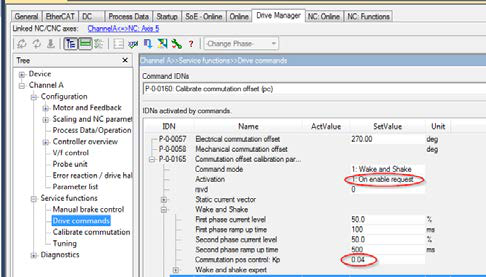 General EtherCAT DC Process Data Startup SoE - Online Online Drive Manager NC: Online NC: Functions
Linked NC/CNC axes: ChannelA<=>NC: Axis 5
-Change Phase-
Tree
Device
Channel A
Configuration
Motor and Feedback
Scaling and NC parameter
Process Data/Operation
Controller overview
V/f control
Probe unit
Error reaction / drive hal
Parameter list
Service functions
Manual brake control
Drive commands
Calibrate commutation
Tuning
Diagnostics
Channel A>>Service functions>>Drive commands
Command IDNs
P-0-0160: Calibrate commutation offset (pc)
IDNs activated by commands.
IDN Name ActValue SetValue Unit
P-0-0057 Electrical commutation offset 270.00 deg
P-0-0058 Mechanical commutation offset deg
P-0-0165 Commutation offset calibration par...
Command mode 1: Wake and Shake
Activation 1: On enable request
rsvd 0
Static current vector
Wake and Shake
First phase current level 50.0 %
First phase ramp up time 100 ms
Second phase current level 50.0 %
Second phase ramp up time 500 ms
Commutation pos control: Kp 0.04
Wake and shake expert